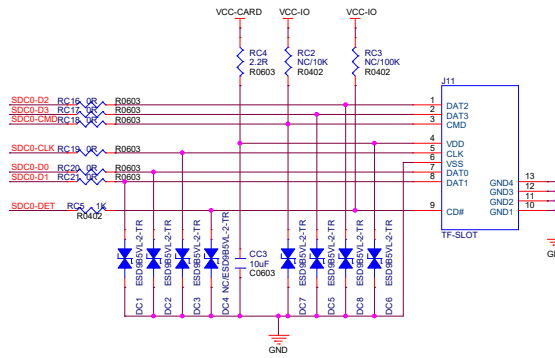 VCC-CARD VCC-IO VCC-IO
RC4
2.2R
R0603
RC2
NC/10K
R0402
RC3
NC/100K
R0402
J11
SDC0-D2 RC16 0R R0603 1 DAT2
SDC0-D3 RC17 0R R0603 2 DAT3
SDC0-CMD RC18 0R R0603 3 CMD
4 VDD
SDC0-CLK RC19 0R R0603 5 CLK
6 VSS
SDC0-D0 RC20 0R R0603 7 DAT0
SDC0-D1 RC21 0R R0603 8 DAT1
GND4 13
GND3 12
GND2 11
GND1 10
SDC0-DET RC5 1K 9 CD#
R0402
TF-SLOT
DC1 ESD9B5VL-2-TR
DC2 ESD9B5VL-2-TR
DC3 ESD9B5VL-2-TR
DC4 NC/ESD9B5VL-2-TR
CC3
10uF
C0603
DC7 ESD9B5VL-2-TR
DC5 ESD9B5VL-2-TR
DC8 ESD9B5VL-2-TR
DC6 ESD9B5VL-2-TR
GND